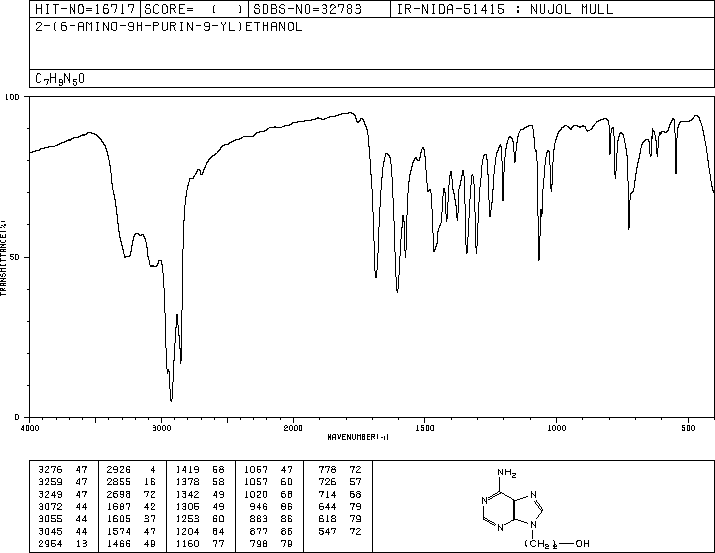 HIT-NO=16717 SCORE= ( ) SDBS-NO=32783 IR-NIDA-51415 : NUJOL MULL
2-(6-AMINO-9H-PURIN-9-YL)ETHANOL
C7H9N5O
100
50
0
TRANSMITTANCE(%)
4000 3000 2000 1500 1000 500
WAVENUMBER(-1)
3276 47 2926 4 1419 58 1067 47 778 72
3259 47 2855 16 1378 58 1057 60 726 57
3249 47 2698 72 1342 49 1020 68 714 68
3072 44 1687 42 1305 49 946 86 644 79
3055 44 1605 37 1253 60 883 86 618 79
3045 44 1574 47 1204 64 877 86 547 72
2954 13 1466 49 1160 77 798 79
NH2
N
N
N
N
(CH2)2—OH